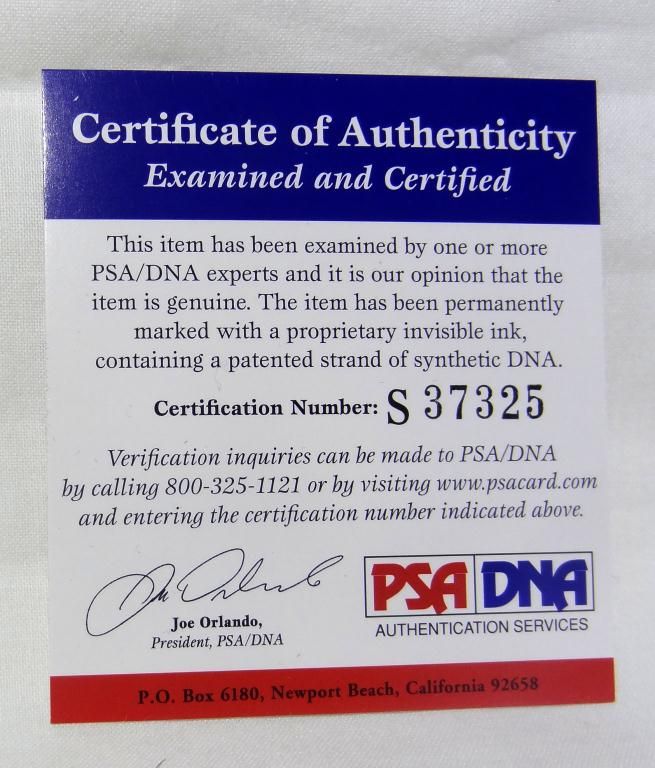 Certificate of Authenticity
Examined and Certified
This item has been examined by one or more
PSA/DNA experts and it is our opinion that the
item is genuine. The item has been permanently
marked with a proprietary invisible ink,
containing a patented strand of synthetic DNA.
Certification Number: S 37325
Verification inquiries can be made to PSA/DNA
by calling 800-325-1121 or by visiting www.psacard.com
and entering the certification number indicated above.
Joe Orlando
Joe Orlando,
President, PSA/DNA
PSA DNA
AUTHENTICATION SERVICES
P.O. Box 6180, Newport Beach, California 92658